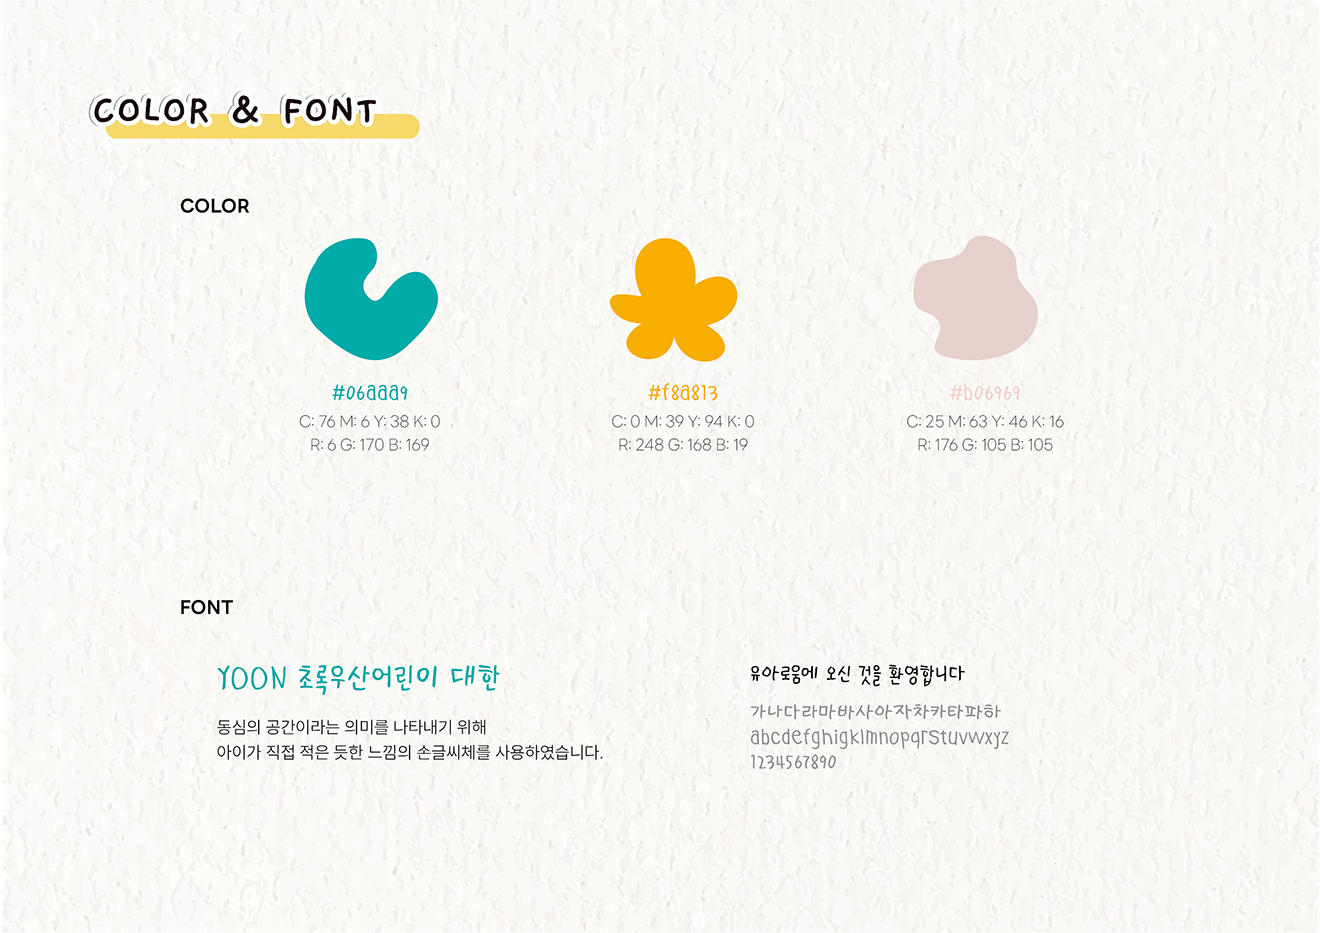 COLOR & FONT
COLOR
#06aaa9
C: 76 M: 6 Y: 38 K: 0
R: 6 G: 170 B: 169
#f8a813
C: 0 M: 39 Y: 94 K: 0
R: 248 G: 168 B: 19
#b06969
C: 25 M: 63 Y: 46 K: 16
R: 176 G: 105 B: 105
FONT
YOON 초록우산어린이 대한
동심의 공간이라는 의미를 나타내기 위해
아이가 직접 적은 듯한 느낌의 손글씨체를 사용하였습니다.
유아로움에 오신 것을 환영합니다
가나다라마바사아자차카타파하
abcdefghigklmnopqrstuvwxyz
1234567890